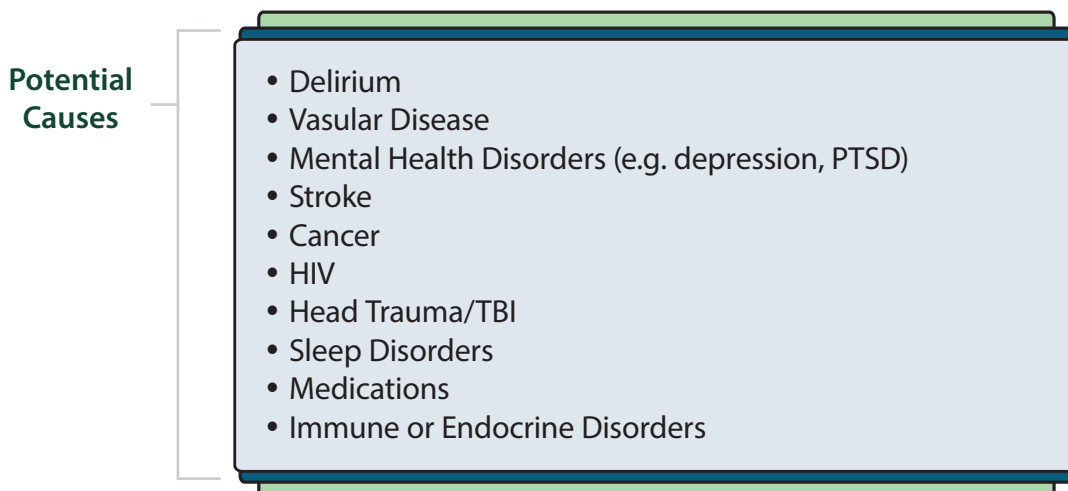 Potential
Causes
• Delirium
• Vasular Disease
• Mental Health Disorders (e.g. depression, PTSD)
• Stroke
• Cancer
• HIV
• Head Trauma/TBI
• Sleep Disorders
• Medications
• Immune or Endocrine Disorders